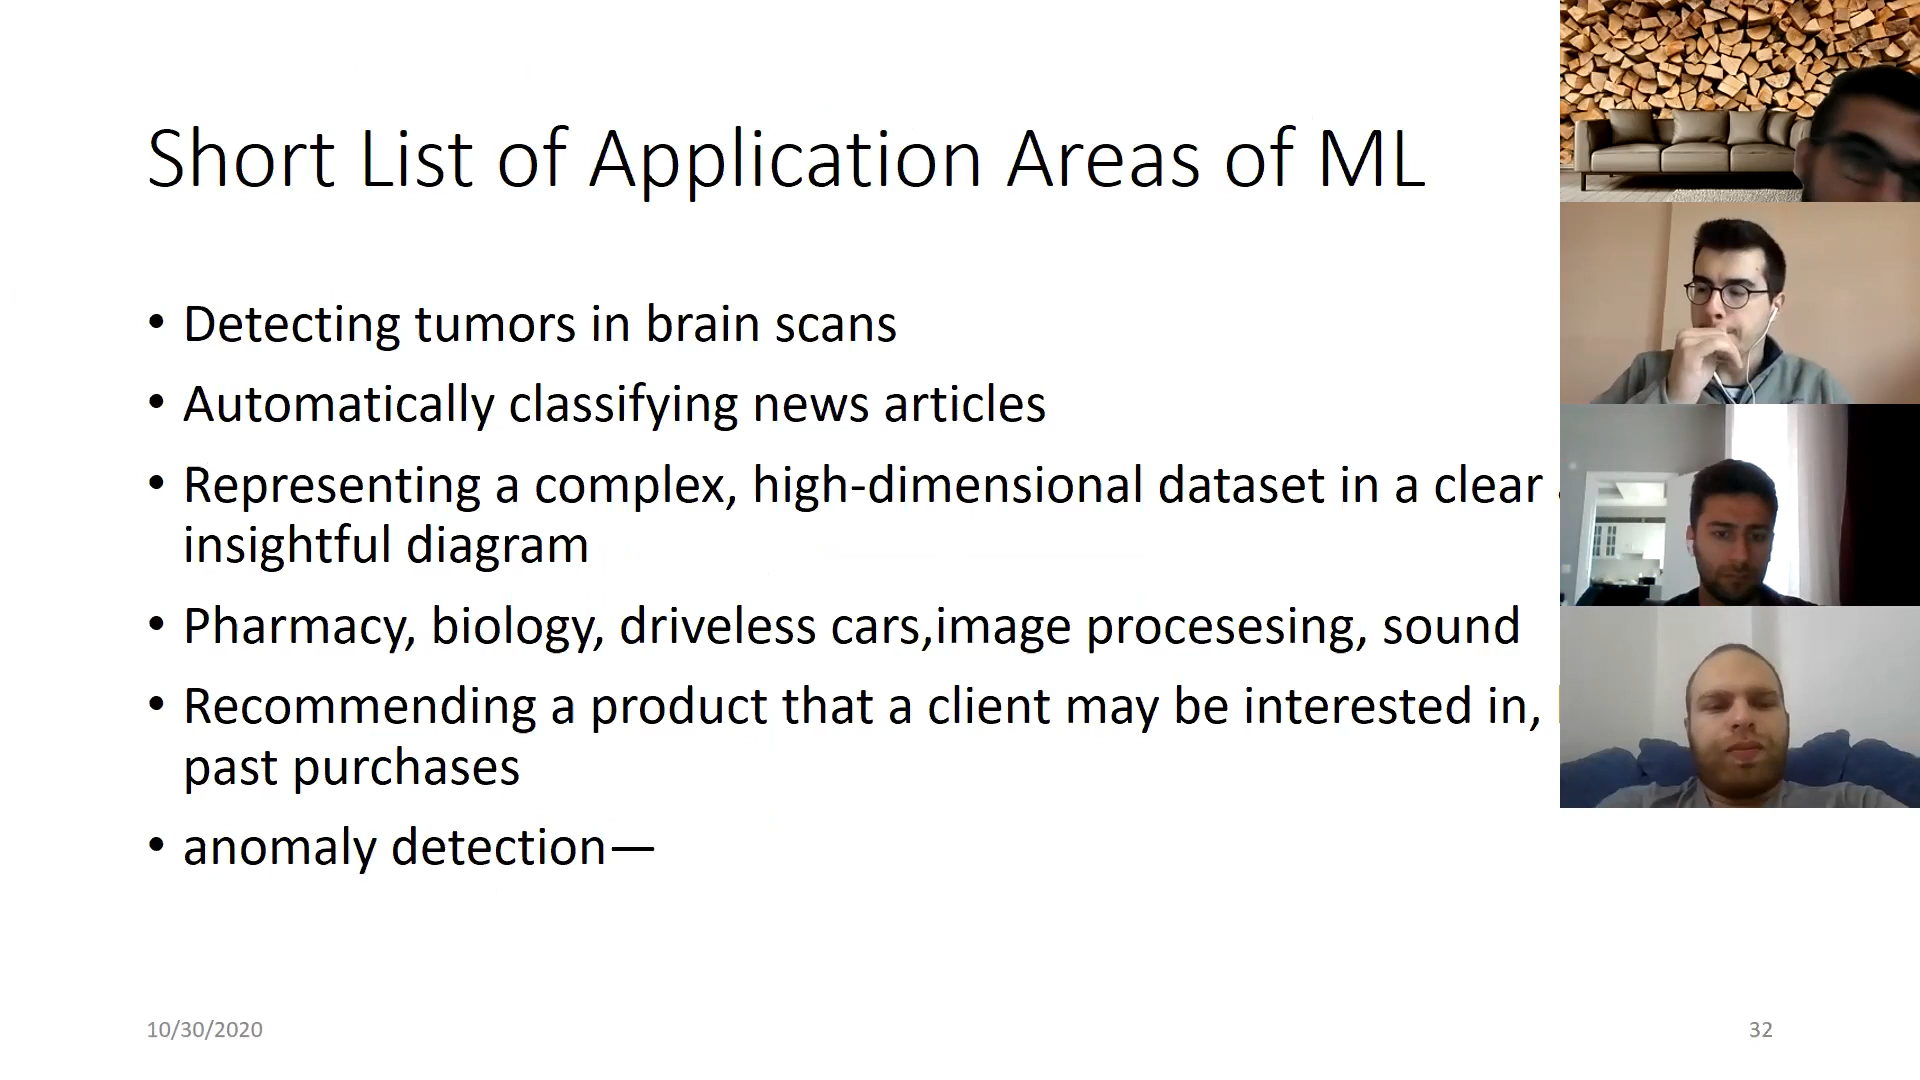 Short List of Application Areas of ML
• Detecting tumors in brain scans
• Automatically classifying news articles
• Representing a complex, high-dimensional dataset in a clear
insightful diagram
• Pharmacy, biology, driveless cars,image procesesing, sound
• Recommending a product that a client may be interested in,
past purchases
• anomaly detection—
10/30/2020
32